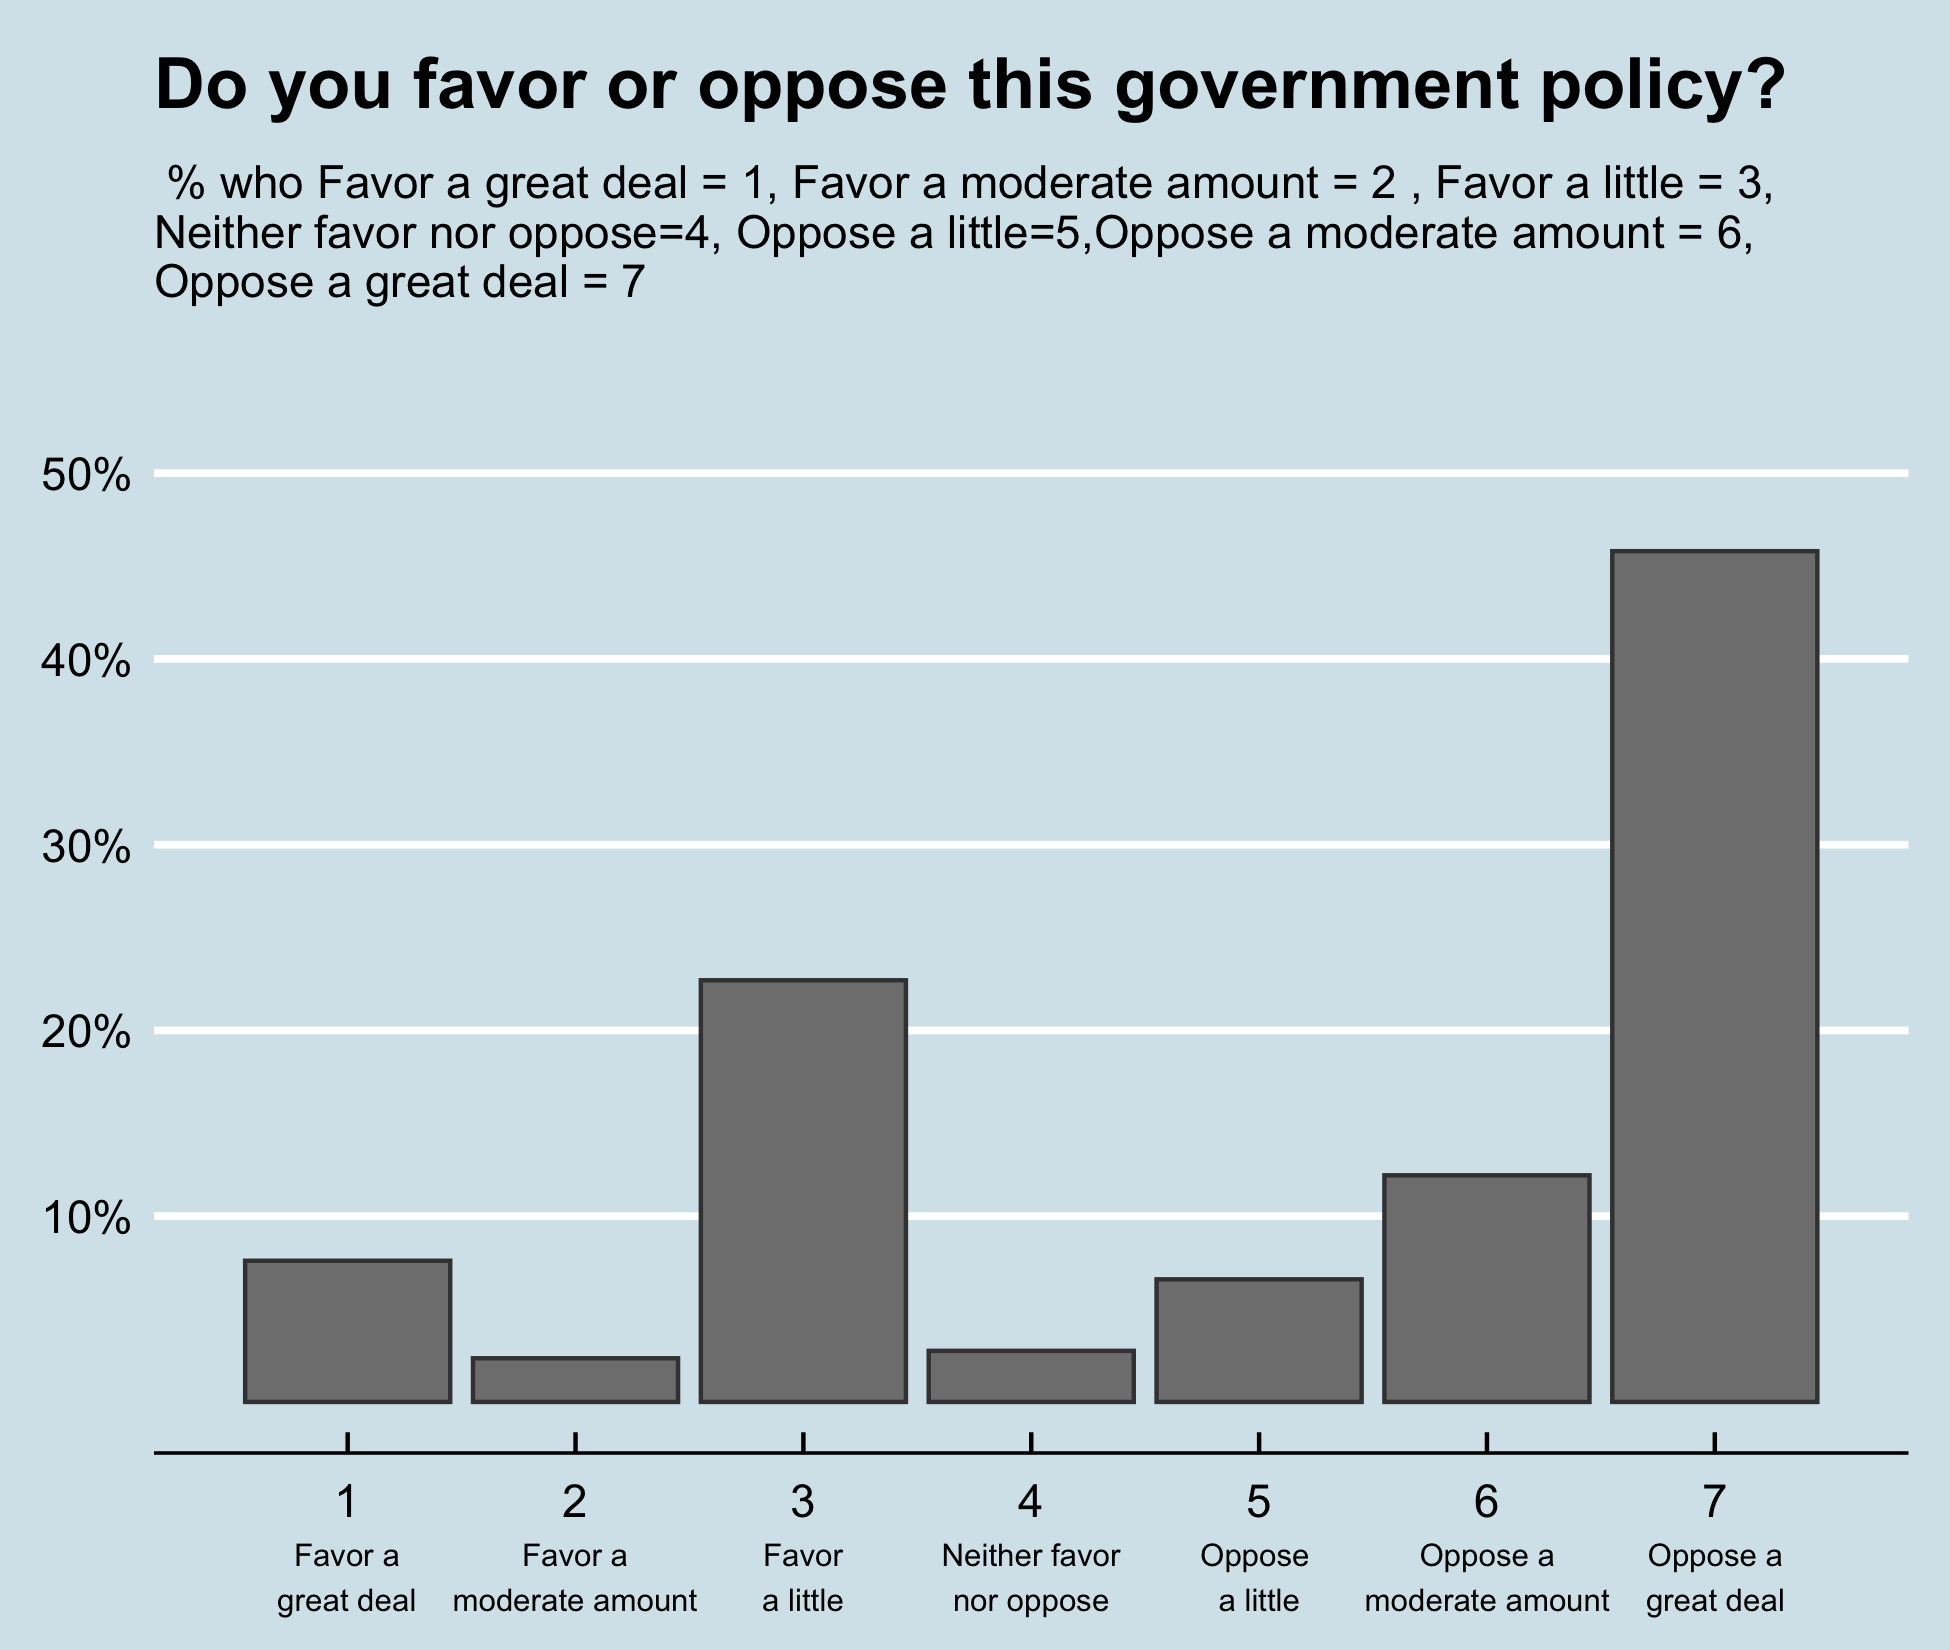 Do you favor or oppose this government policy?
% who Favor a great deal = 1, Favor a moderate amount = 2 , Favor a little = 3,
Neither favor nor oppose=4, Oppose a little=5,Oppose a moderate amount = 6,
Oppose a great deal = 7
50%
40%
30%
20%
10%
1 2 3 4 5 6 7
Favor a Favor a Favor Neither favor Oppose Oppose a Oppose a
great deal moderate amount a little nor oppose a little moderate amount great deal